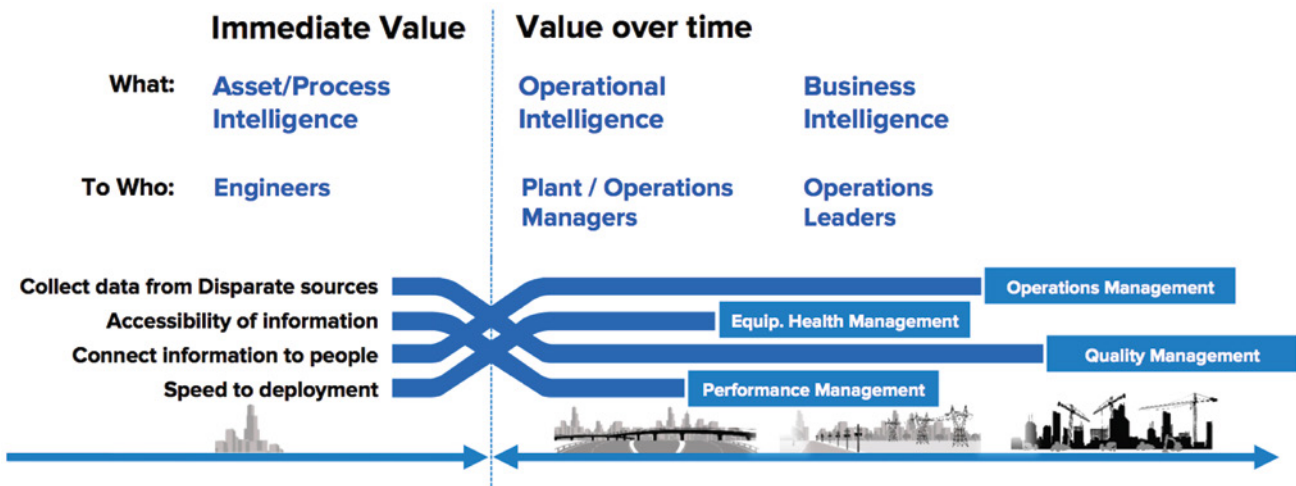 Immediate Value
Value over time
What:
Asset/Process
Intelligence
Operational
Intelligence
Business
Intelligence
To Who:
Engineers
Plant / Operations
Managers
Operations
Leaders
Collect data from Disparate sources
Operations Management
Accessibility of information
Equip. Health Management
Connect information to people
Quality Management
Speed to deployment
Performance Management